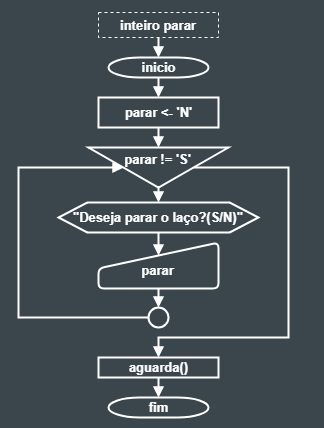 inteiro parar
inicio
parar <- 'N'
parar != 'S'
"Deseja parar o laço?(S/N)"
parar
aguarda()
fim